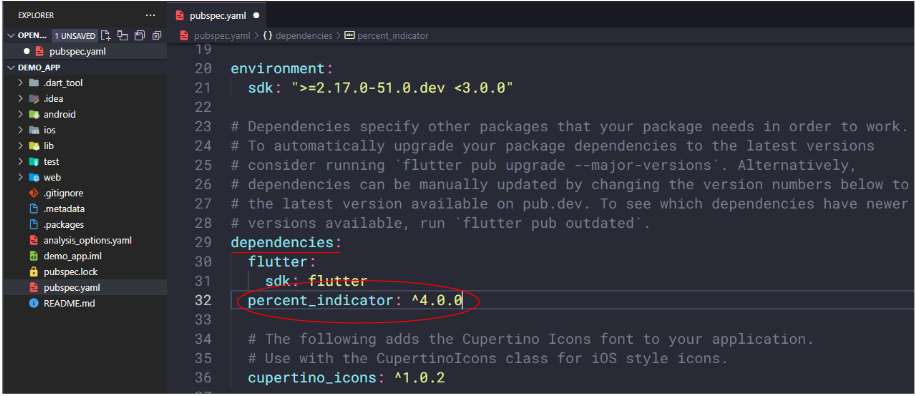 EXPLORER
OPEN... 1 UNSAVED
pubspec.yaml
DEMO_APP
.dart_tool
.idea
android
ios
lib
test
web
.gitignore
.metadata
.packages
analysis_options.yaml
demo_app.iml
pubspec.lock
pubspec.yaml
README.md
pubspec.yaml
pubspec.yaml > {} dependencies > percent_indicator
19
20 environment:
21 sdk: ">=2.17.0-51.0.dev <3.0.0"
22
23 # Dependencies specify other packages that your package needs in order to work.
24 # To automatically upgrade your package dependencies to the latest versions
25 # consider running `flutter pub upgrade --major-versions`. Alternatively,
26 # dependencies can be manually updated by changing the version numbers below to
27 # the latest version available on pub.dev. To see which dependencies have newer
28 # versions available, run `flutter pub outdated`.
29 dependencies:
30 flutter:
31 sdk: flutter
32 percent_indicator: ^4.0.0
33
34 # The following adds the Cupertino Icons font to your application.
35 # Use with the CupertinoIcons class for iOS style icons.
36 cupertino_icons: ^1.0.2